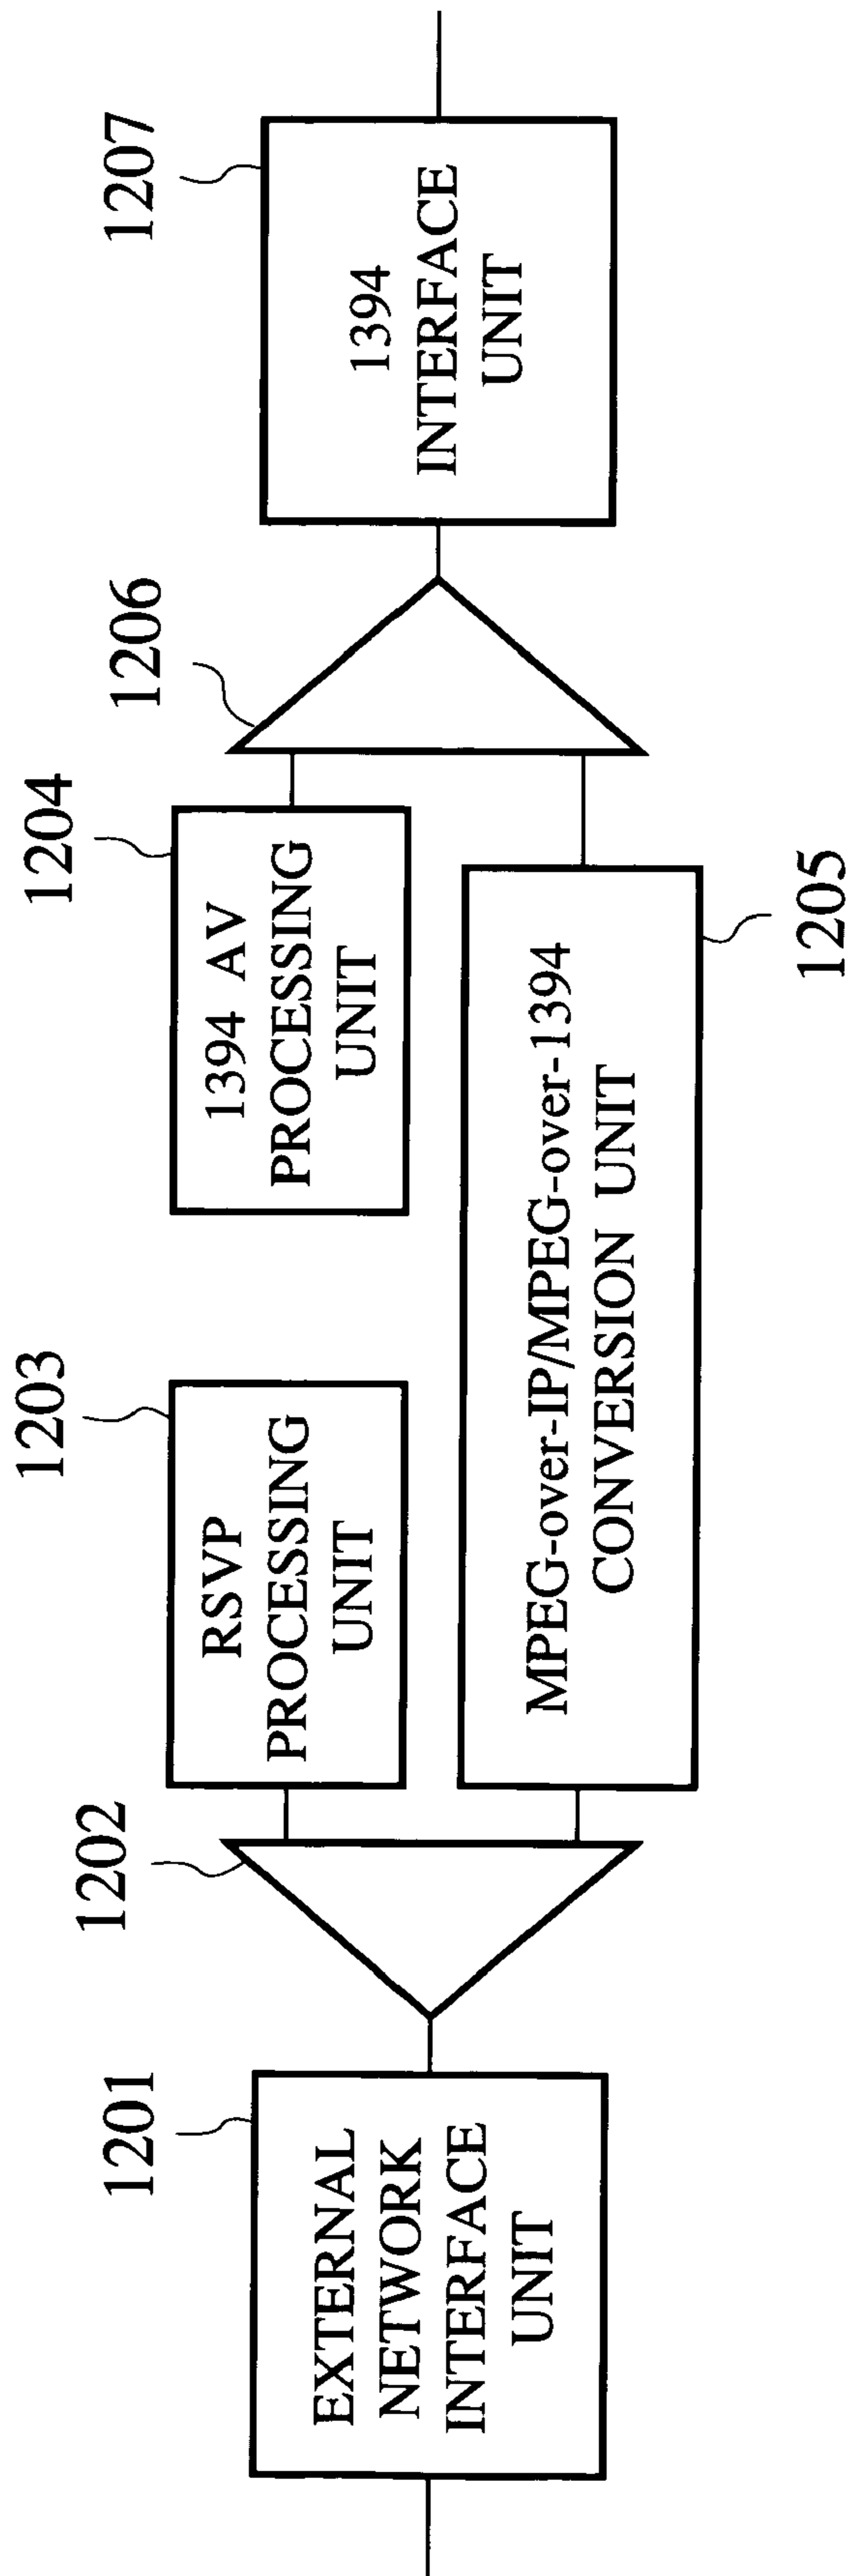 1201
EXTERNAL
NETWORK
INTERFACE
UNIT
1202
1203
RSVP
PROCESSING
UNIT
1204
1394 AV
PROCESSING
UNIT
MPEG-over-IP/MPEG-over-1394
CONVERSION UNIT
1205
1206
1207
1394
INTERFACE
UNIT